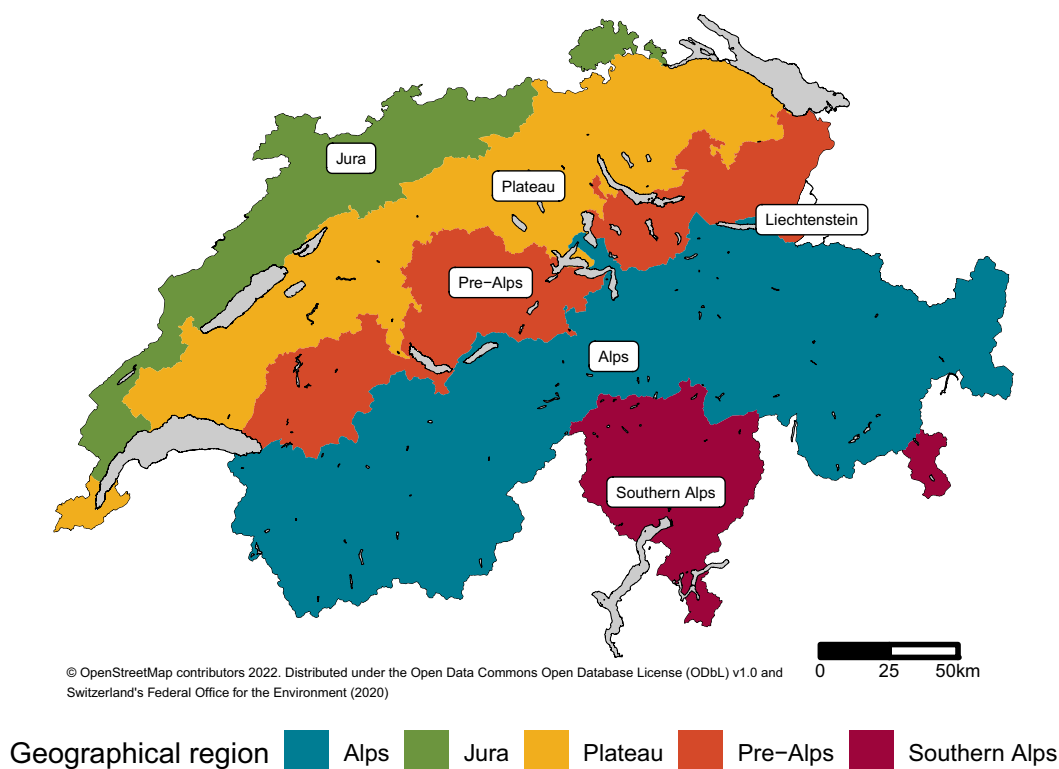 Jura
Plateau
Liechtenstein
Pre−Alps
Alps
Southern Alps
0 25 50km
© OpenStreetMap contributors 2022. Distributed under the Open Data Commons Open Database License (ODbL) v1.0 and
Switzerland's Federal Office for the Environment (2020)
Geographical region Alps Jura Plateau Pre−Alps Southern Alps